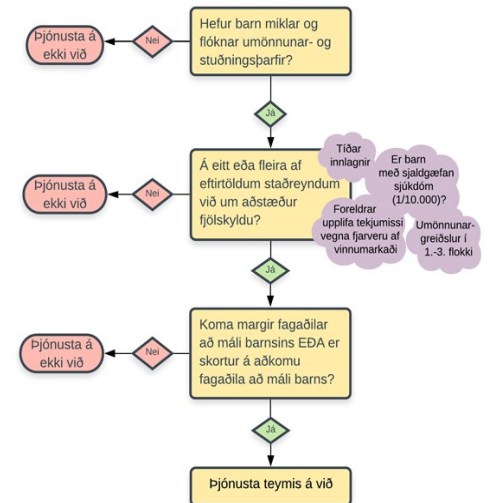 Hefur barn miklar og
flóknar umönnunar- og
stuðningsþarfir?
Nei
Þjónusta á
ekki við
Já
Á eitt eða fleira af
eftirtöldum staðreyndum
við um aðstæður
fjölskyldu?
Tíðar
innlagnir
Er barn
með sjaldgæfan
sjúkdóm
(1/10.000)?
Foreldrar
upplifa tekjumissi
vegna fjarveru af
vinnumarkaði
Umönnunar-
greiðslur í
1.-3. flokki
Nei
Þjónusta á
ekki við
Já
Koma margir fagaðilar
að máli barnsins EÐA er
skortur á aðkomu
fagaðila að máli barns?
Nei
Þjónusta á
ekki við
Já
Þjónusta teymis á við